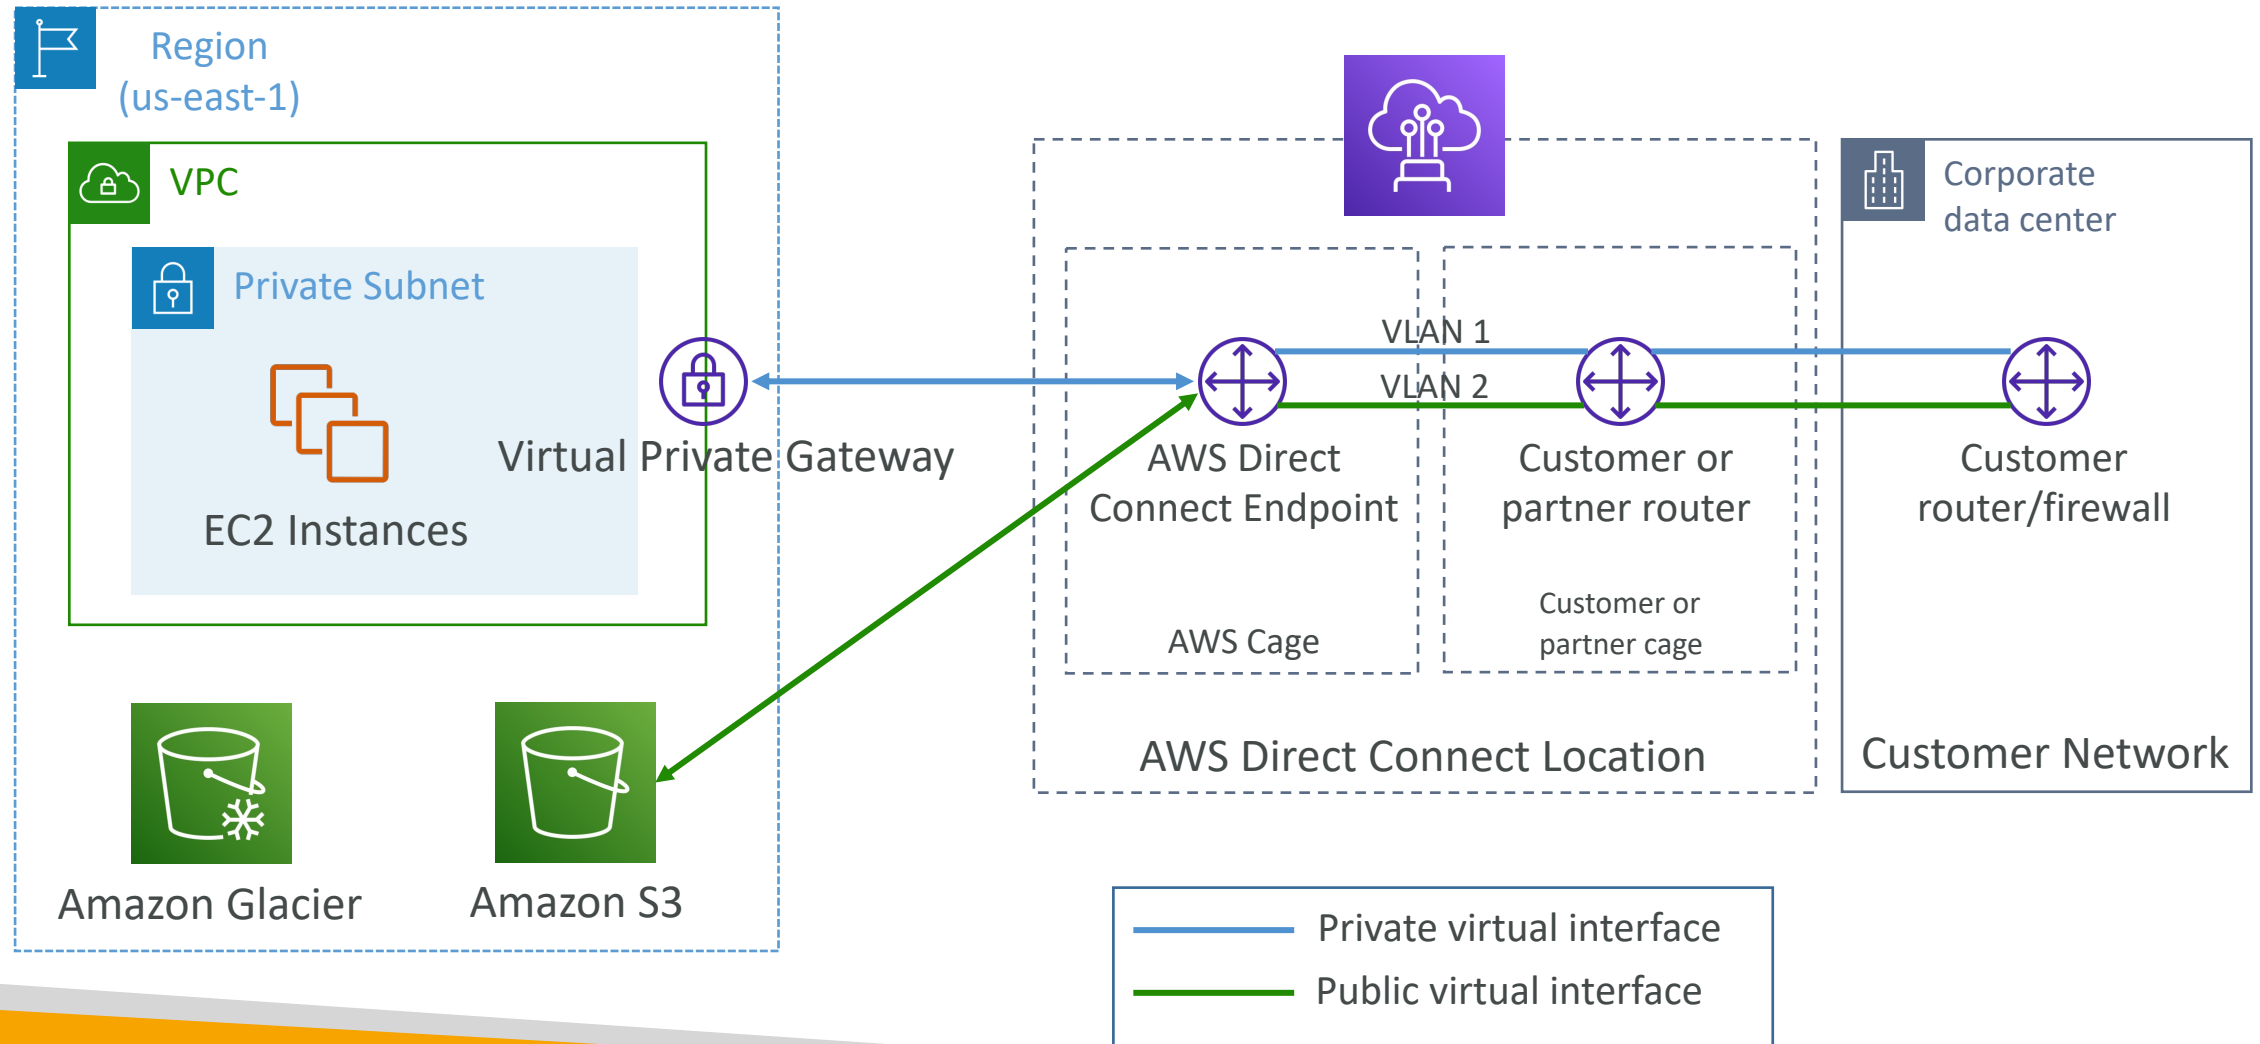 Region
(us-east-1)
VPC
Private Subnet
EC2 Instances
Virtual Private Gateway
Amazon Glacier
Amazon S3
VLAN 1
VLAN 2
AWS Direct
Connect Endpoint
AWS Cage
Customer or
partner router
Customer or
partner cage
AWS Direct Connect Location
Corporate
data center
Customer
router/firewall
Customer Network
Private virtual interface
Public virtual interface